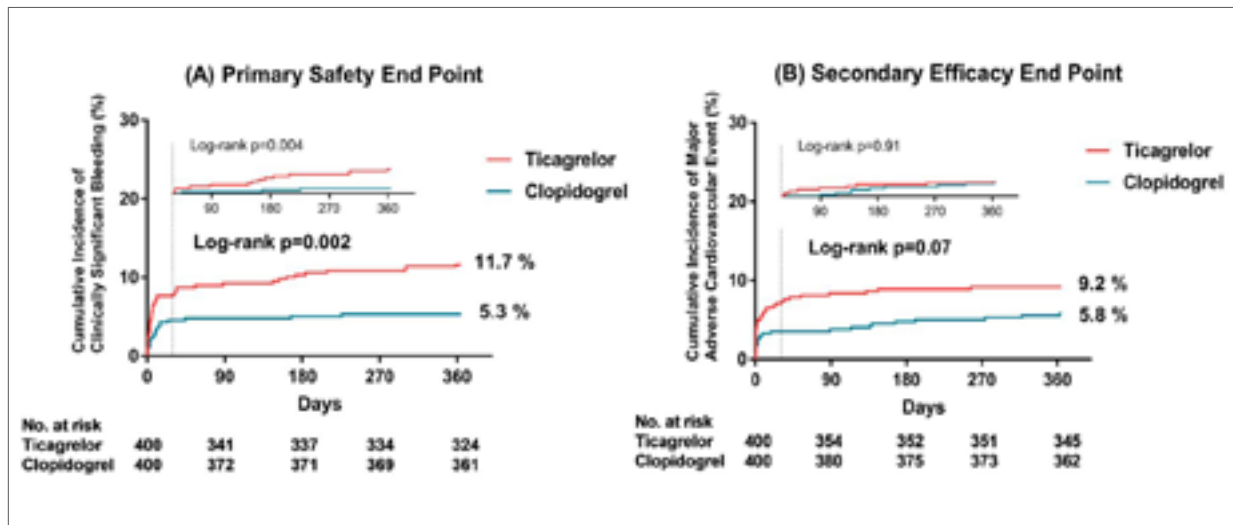 (A) Primary Safety End Point
Cumulative Incidence of
Clinically Significant Bleeding (%)
30
20
10
0
Log-rank p=0.004
90 180 270 360
Ticagrelor
Clopidogrel
Log-rank p=0.002
11.7 %
5.3 %
0 90 180 270 360
Days
No. at risk
Ticagrelor 400 341 337 334 324
Clopidogrel 400 372 371 369 361
(B) Secondary Efficacy End Point
Cumulative Incidence of Major
Adverse Cardiovascular Event (%)
30
20
10
0
Log-rank p=0.91
90 180 270 360
Ticagrelor
Clopidogrel
Log-rank p=0.07
9.2 %
5.8 %
0 90 180 270 360
Days
No. at risk
Ticagrelor 400 354 352 351 345
Clopidogrel 400 380 375 373 362